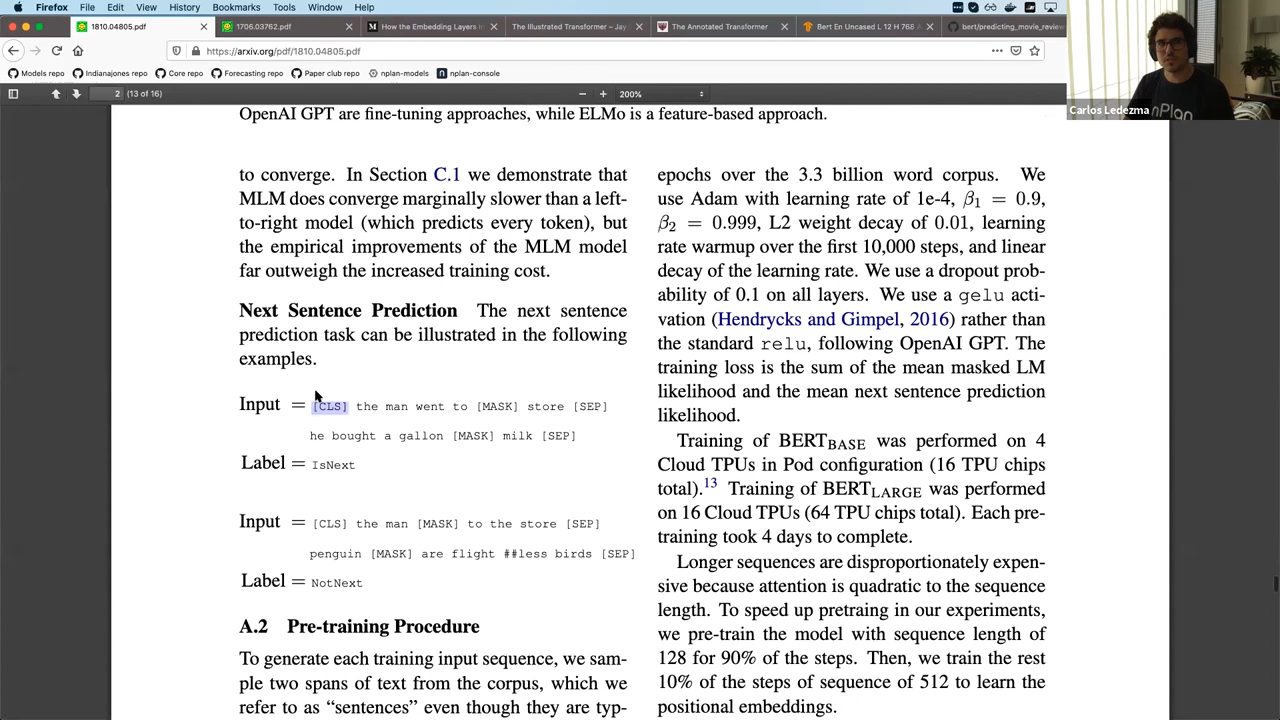 Firefox File Edit View History Bookmarks Tools Window Help
1810.04805.pdf
1706.03762.pdf
How the Embedding Layers i
The Illustrated Transformer – Jay
The Annotated Transformer
Bert En Uncased L 12 H 768 A
bert/predicting_movie_review
https://arxiv.org/pdf/1810.04805.pdf
Models repo Indianajones repo Core repo Forecasting repo Paper club repo nplan-models nplan-console
2 (13 of 16) 200%
Carlos Ledezma
nPlan
OpenAI GPT are fine-tuning approaches, while ELMo is a feature-based approach.
to converge. In Section C.1 we demonstrate that
MLM does converge marginally slower than a left-
to-right model (which predicts every token), but
the empirical improvements of the MLM model
far outweigh the increased training cost.
Next Sentence Prediction The next sentence
prediction task can be illustrated in the following
examples.
Input = [CLS] the man went to [MASK] store [SEP]
he bought a gallon [MASK] milk [SEP]
Label = IsNext
Input = [CLS] the man [MASK] to the store [SEP]
penguin [MASK] are flight ##less birds [SEP]
Label = NotNext
A.2 Pre-training Procedure
To generate each training input sequence, we sam-
ple two spans of text from the corpus, which we
refer to as “sentences” even though they are typ-
epochs over the 3.3 billion word corpus. We
use Adam with learning rate of 1e-4, β1 = 0.9,
β2 = 0.999, L2 weight decay of 0.01, learning
rate warmup over the first 10,000 steps, and linear
decay of the learning rate. We use a dropout prob-
ability of 0.1 on all layers. We use a gelu acti-
vation (Hendrycks and Gimpel, 2016) rather than
the standard relu, following OpenAI GPT. The
training loss is the sum of the mean masked LM
likelihood and the mean next sentence prediction
likelihood.
Training of BERTBASE was performed on 4
Cloud TPUs in Pod configuration (16 TPU chips
total).13 Training of BERTLARGE was performed
on 16 Cloud TPUs (64 TPU chips total). Each pre-
training took 4 days to complete.
Longer sequences are disproportionately expen-
sive because attention is quadratic to the sequence
length. To speed up pretraing in our experiments,
we pre-train the model with sequence length of
128 for 90% of the steps. Then, we train the rest
10% of the steps of sequence of 512 to learn the
positional embeddings.